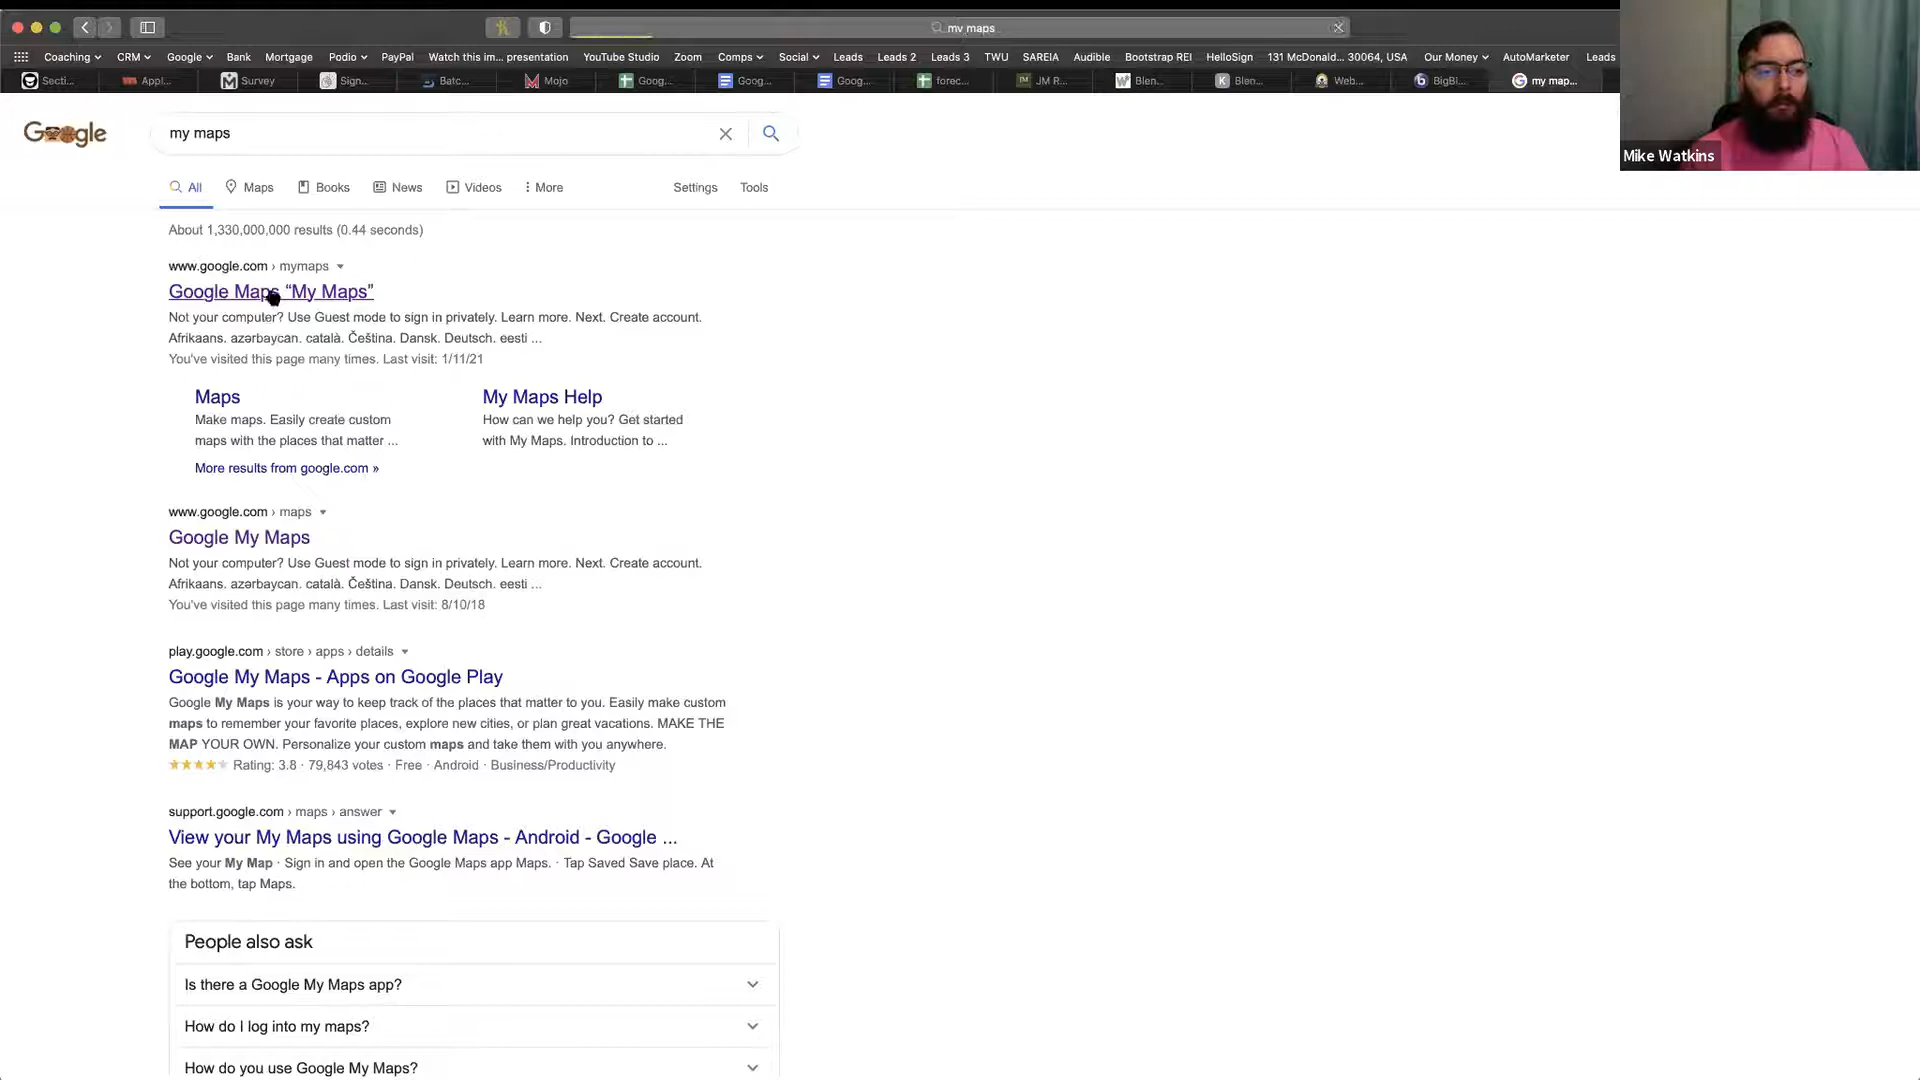 my maps
Coaching CRM Google Bank Mortgage Podio PayPal Watch this im... presentation YouTube Studio Zoom Comps Social Leads Leads 2 Leads 3 TWU SAREIA Audible Bootstrap REI HelloSign 131 McDonald... 30064, USA Our Money AutoMarketer Leads
Secti... Appl... Survey Sign... Batc... Mojo Goog... Goog... Goog... forec... JM R... Blen... Blen... Web... BigBl... my map...
Mike Watkins
Google my maps
All Maps Books News Videos More Settings Tools
About 1,330,000,000 results (0.44 seconds)
www.google.com › mymaps
Google Maps “My Maps”
Not your computer? Use Guest mode to sign in privately. Learn more. Next. Create account.
Afrikaans. azərbaycan. català. Čeština. Dansk. Deutsch. eesti ...
You've visited this page many times. Last visit: 1/11/21
Maps My Maps Help
Make maps. Easily create custom How can we help you? Get started
maps with the places that matter ... with My Maps. Introduction to ...
More results from google.com »
www.google.com › maps
Google My Maps
Not your computer? Use Guest mode to sign in privately. Learn more. Next. Create account.
Afrikaans. azərbaycan. català. Čeština. Dansk. Deutsch. eesti ...
You've visited this page many times. Last visit: 8/10/18
play.google.com › store › apps › details
Google My Maps - Apps on Google Play
Google My Maps is your way to keep track of the places that matter to you. Easily make custom
maps to remember your favorite places, explore new cities, or plan great vacations. MAKE THE
MAP YOUR OWN. Personalize your custom maps and take them with you anywhere.
Rating: 3.8 · 79,843 votes · Free · Android · Business/Productivity
support.google.com › maps › answer
View your My Maps using Google Maps - Android - Google ...
See your My Map · Sign in and open the Google Maps app Maps. · Tap Saved Save place. At
the bottom, tap Maps.
People also ask
Is there a Google My Maps app?
How do I log into my maps?
How do you use Google My Maps?